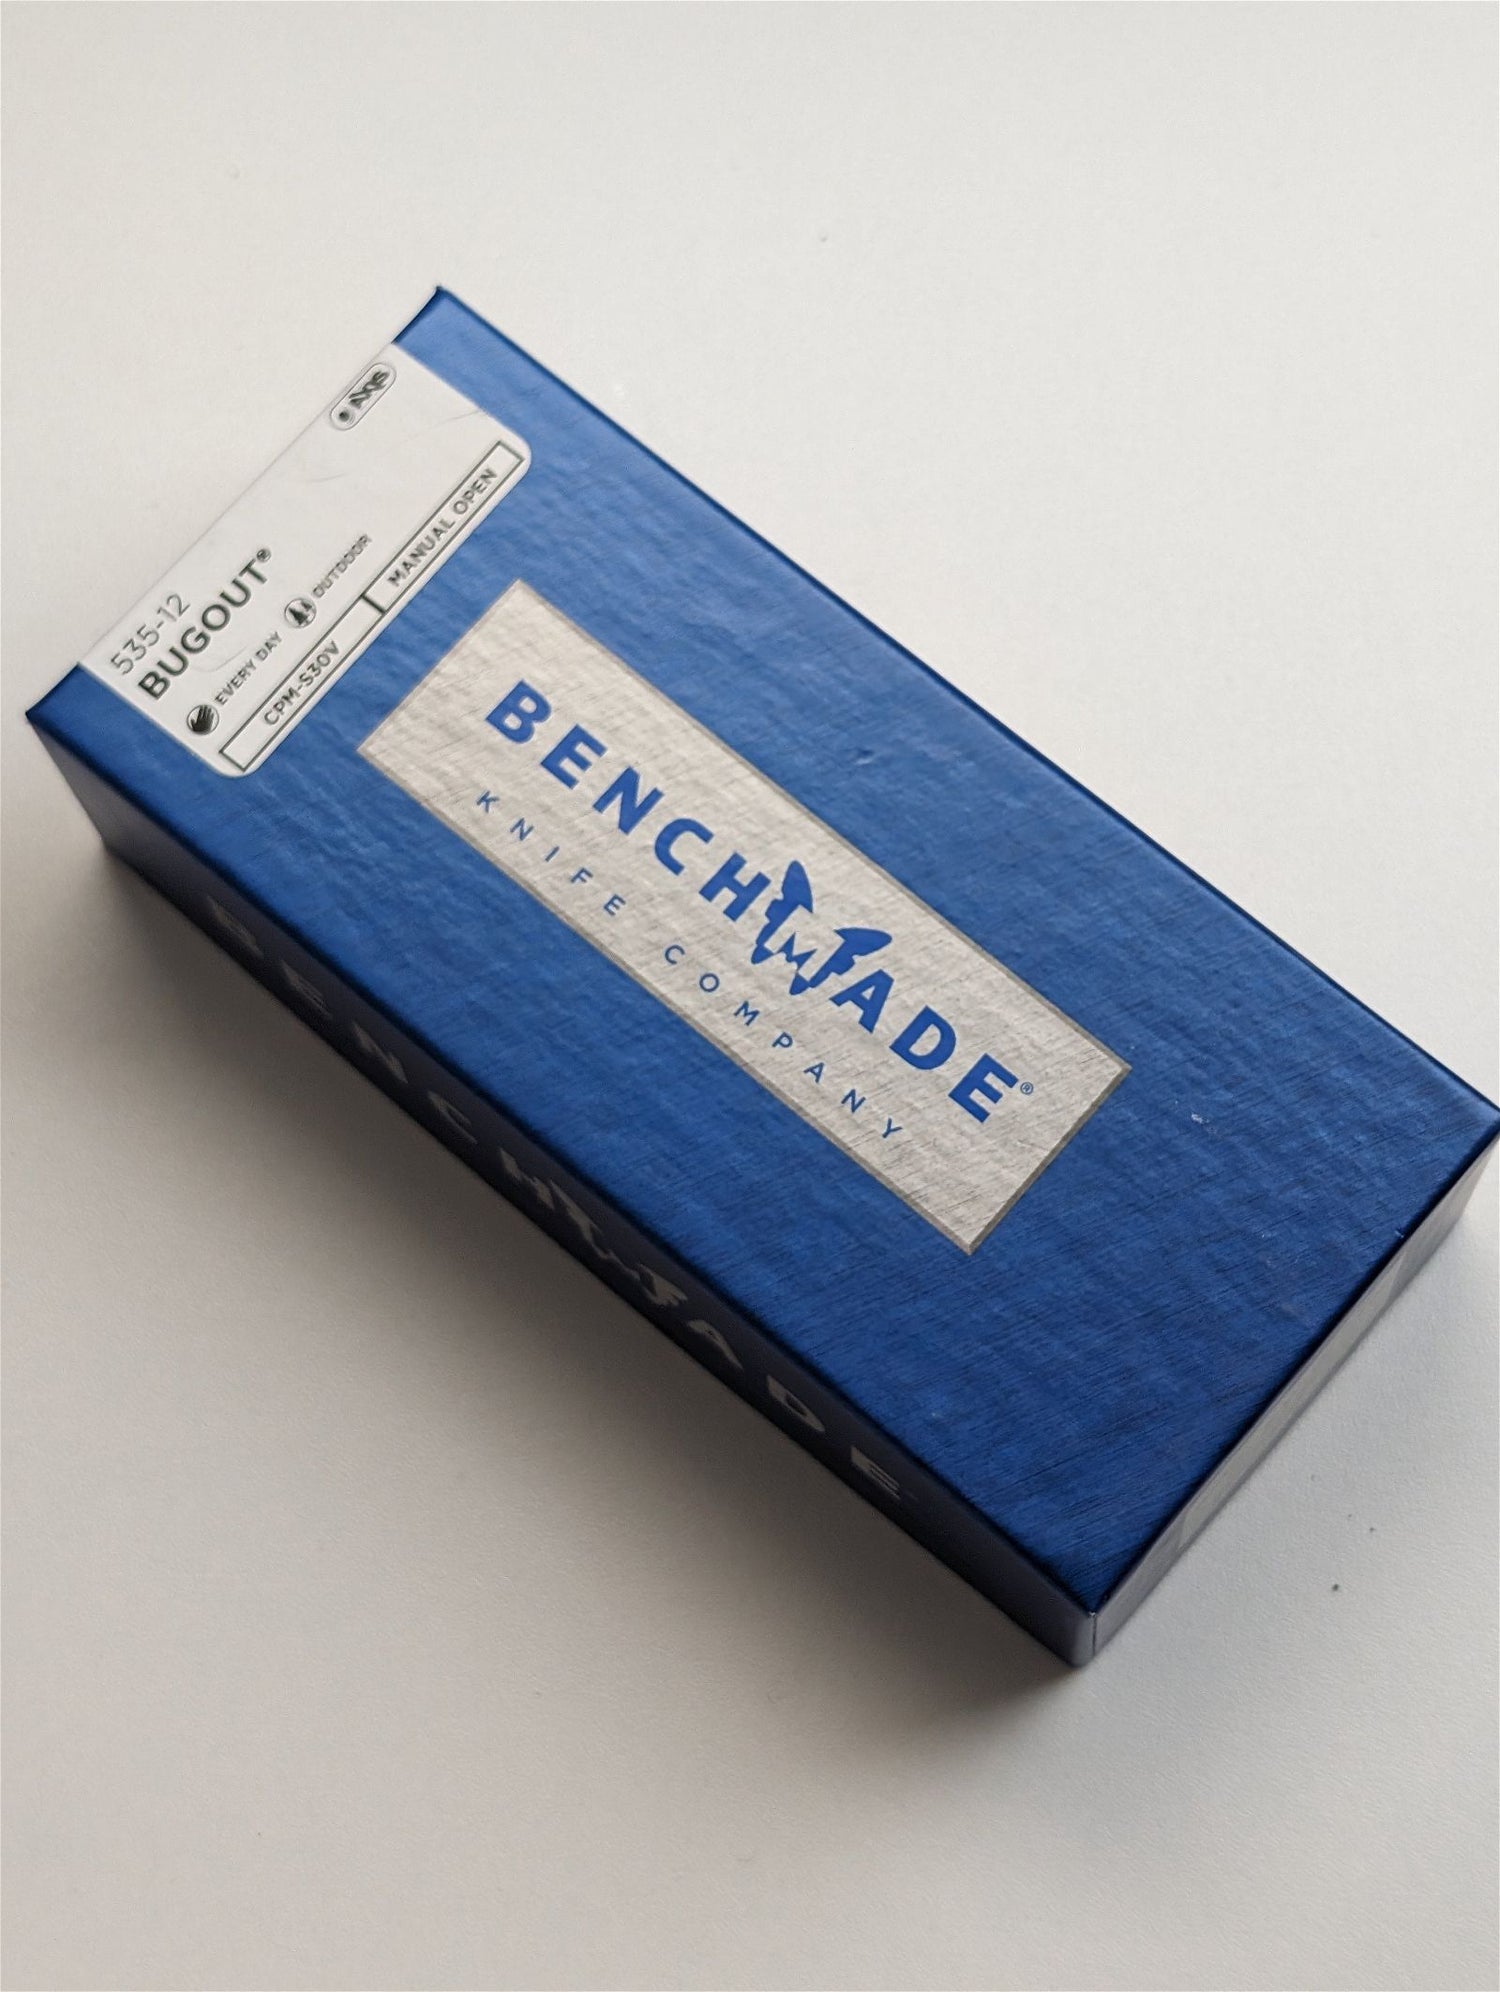 535-12
BUGOUT®
EVERY DAY OUTDOOR
CPM-S30V MANUAL OPEN
AXIS
BENCHMADE®
KNIFE COMPANY
BENCHMADE